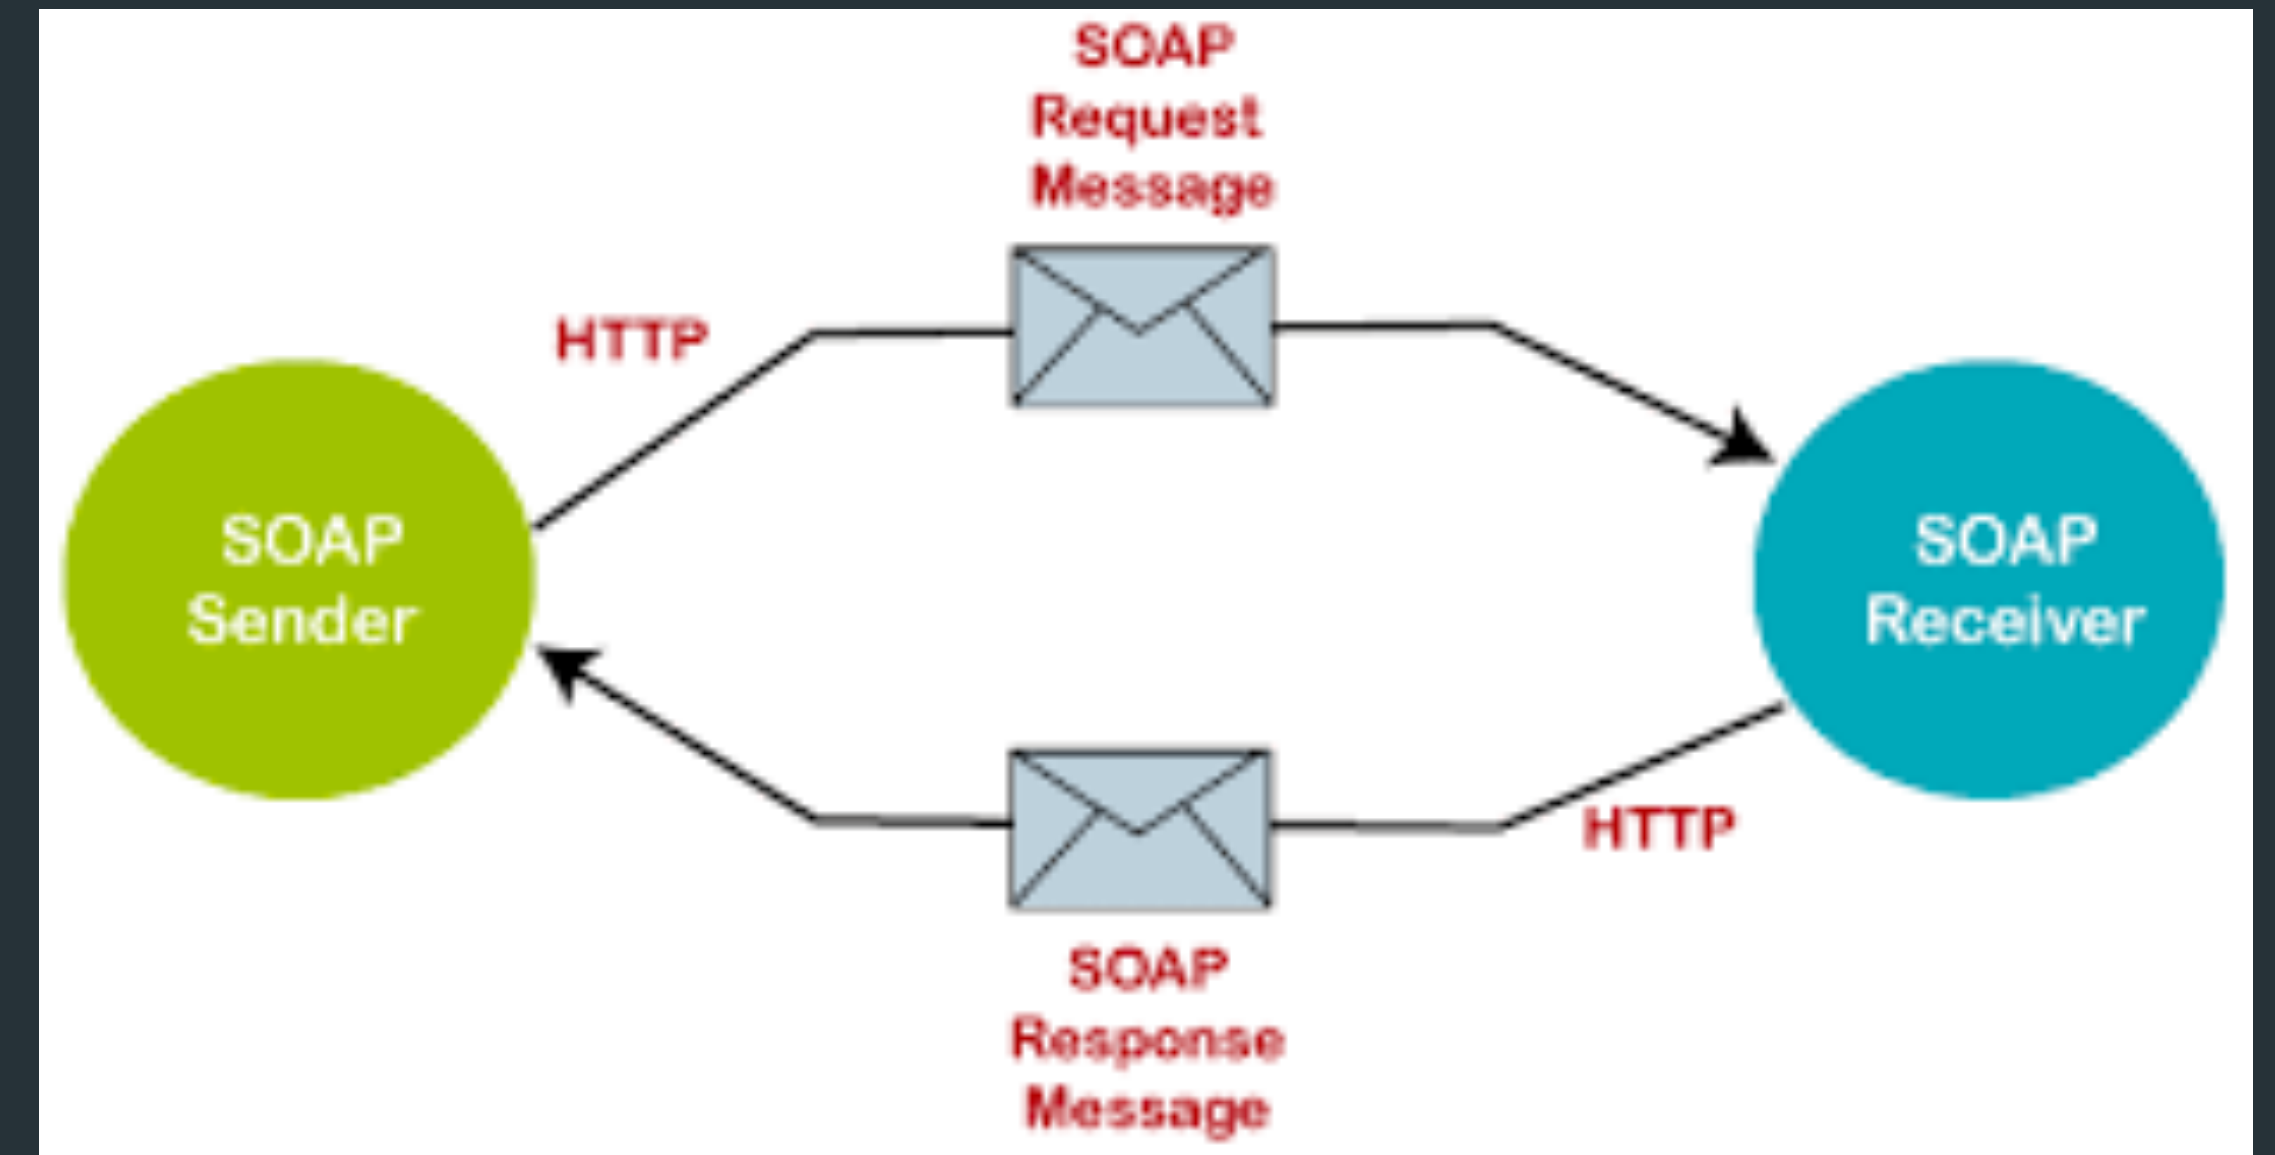 SOAP
Request
Message
HTTP
SOAP
Sender
SOAP
Receiver
HTTP
SOAP
Response
Message